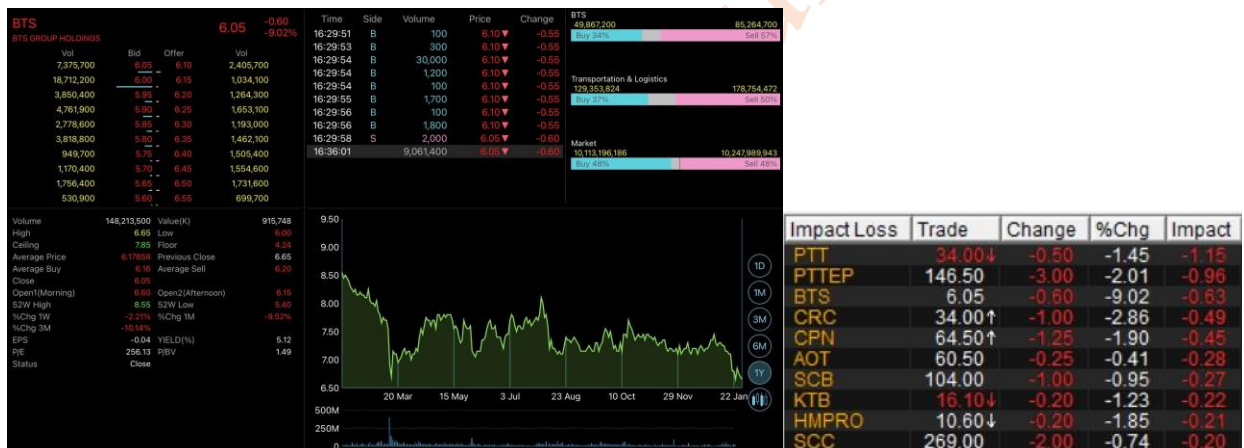 BTS 6.05 -0.60
BTS GROUP HOLDINGS -9.02%
Vol Bid Offer Vol
7,375,700 6.05 6.10 2,405,700
18,712,200 6.00 6.15 1,034,100
3,850,400 5.95 6.20 1,264,300
4,761,900 5.90 6.25 1,653,100
2,778,600 5.85 6.30 1,193,000
3,818,800 5.80 6.35 1,462,100
949,700 5.75 6.40 1,505,400
1,170,400 5.70 6.45 1,554,600
1,756,400 5.65 6.50 1,731,600
530,900 5.60 6.55 699,700
Time Side Volume Price Change
16:29:51 B 100 6.10▼ -0.55
16:29:53 B 300 6.10▼ -0.55
16:29:54 B 30,000 6.10▼ -0.55
16:29:54 B 1,200 6.10▼ -0.55
16:29:54 B 100 6.10▼ -0.55
16:29:55 B 1,700 6.10▼ -0.55
16:29:56 B 100 6.10▼ -0.55
16:29:56 B 1,800 6.10▼ -0.55
16:29:58 S 2,000 6.05▼ -0.60
16:36:01 9,061,400 6.05▼ -0.60
BTS
49,867,200 85,264,700
Buy 34% Sell 57%
Transportation & Logistics
129,353,824 178,754,472
Buy 37% Sell 50%
Market
10,113,196,186 10,247,989,943
Buy 48% Sell 48%
Volume 148,213,500 Value(K) 915,748
High 6.65 Low 6.00
Ceiling 7.85 Floor 4.24
Average Price 6.17858 Previous Close 6.65
Average Buy 6.16 Average Sell 6.20
Close 6.05
Open1(Morning) 6.60 Open2(Afternoon) 6.15
52W High 8.55 52W Low 5.40
%Chg 1W -2.21% %Chg 1M -9.52%
%Chg 3M -10.14%
EPS -0.04 YIELD(%) 5.12
P/E 256.13 P/BV 1.49
Status Close
9.50
9.00
8.50
8.00
7.50
7.00
6.50
20 Mar 15 May 3 Jul 23 Aug 10 Oct 29 Nov 22 Jan
500M
250M
1D
1M
3M
6M
1Y
Impact Loss Trade Change %Chg Impact
PTT 34.00↓ -0.50 -1.45 -1.15
PTTEP 146.50 -3.00 -2.01 -0.96
BTS 6.05 -0.60 -9.02 -0.63
CRC 34.00↑ -1.00 -2.86 -0.49
CPN 64.50↑ -1.25 -1.90 -0.45
AOT 60.50 -0.25 -0.41 -0.28
SCB 104.00 -1.00 -0.95 -0.27
KTB 16.10↓ -0.20 -1.23 -0.22
HMPRO 10.60↓ -0.20 -1.85 -0.21
SCC 269.00 -2.00 -0.74 -0.20